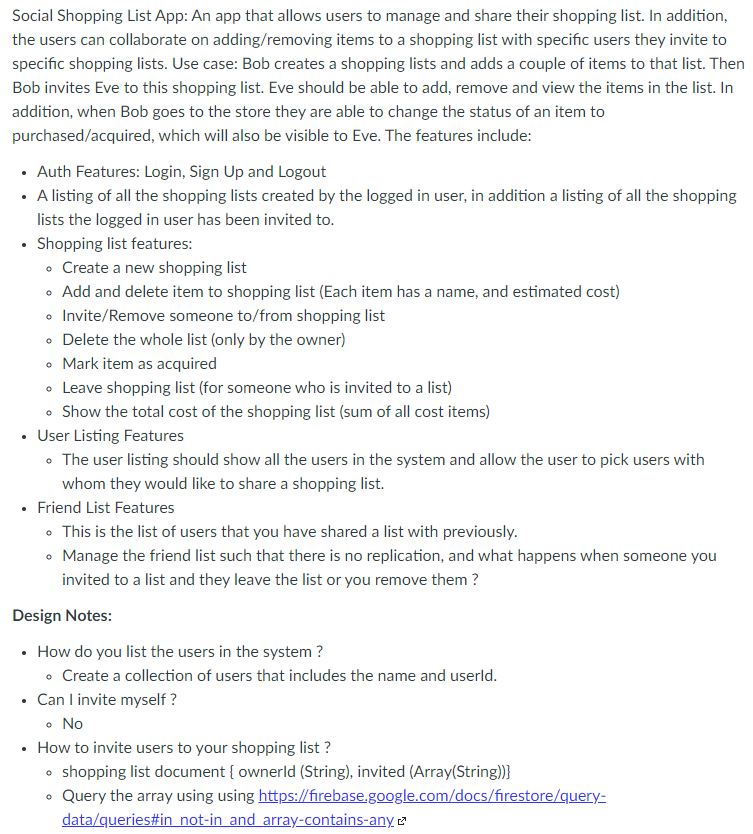 Social Shopping List App: An app that allows users to manage and share their shopping list. In addition,
the users can collaborate on adding/removing items to a shopping list with specific users they invite to
specific shopping lists. Use case: Bob creates a shopping lists and adds a couple of items to that list. Then
Bob invites Eve to this shopping list. Eve should be able to add, remove and view the items in the list. In
addition, when Bob goes to the store they are able to change the status of an item to
purchased/acquired, which will also be visible to Eve. The features include:
• Auth Features: Login, Sign Up and Logout
• A listing of all the shopping lists created by the logged in user, in addition a listing of all the shopping
lists the logged in user has been invited to.
• Shopping list features:
◦ Create a new shopping list
◦ Add and delete item to shopping list (Each item has a name, and estimated cost)
◦ Invite/Remove someone to/from shopping list
◦ Delete the whole list (only by the owner)
◦ Mark item as acquired
◦ Leave shopping list (for someone who is invited to a list)
◦ Show the total cost of the shopping list (sum of all cost items)
• User Listing Features
◦ The user listing should show all the users in the system and allow the user to pick users with
whom they would like to share a shopping list.
• Friend List Features
◦ This is the list of users that you have shared a list with previously.
◦ Manage the friend list such that there is no replication, and what happens when someone you
invited to a list and they leave the list or you remove them ?
Design Notes:
• How do you list the users in the system ?
◦ Create a collection of users that includes the name and userId.
• Can I invite myself ?
◦ No
• How to invite users to your shopping list ?
◦ shopping list document { ownerId (String), invited (Array(String))}
◦ Query the array using using https://firebase.google.com/docs/firestore/query-
data/queries#in_not-in_and_array-contains-any